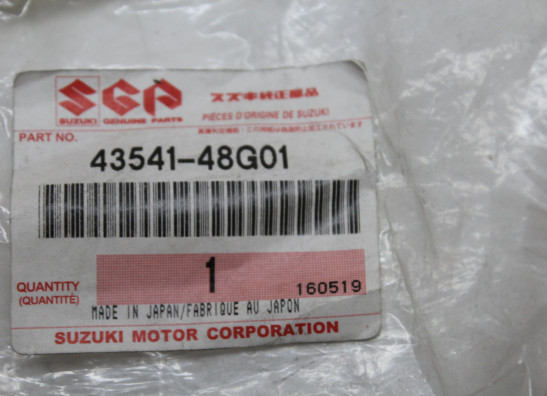 SGP
スズキ純正部品
SUZUKI GENUINE PARTS
PIÈCES D'ORIGINE DE SUZUKI
PART NO.
43541-48G01
QUANTITY
(QUANTITÉ)
1
160519
MADE IN JAPAN/FABRIQUE AU JAPON
SUZUKI MOTOR CORPORATION